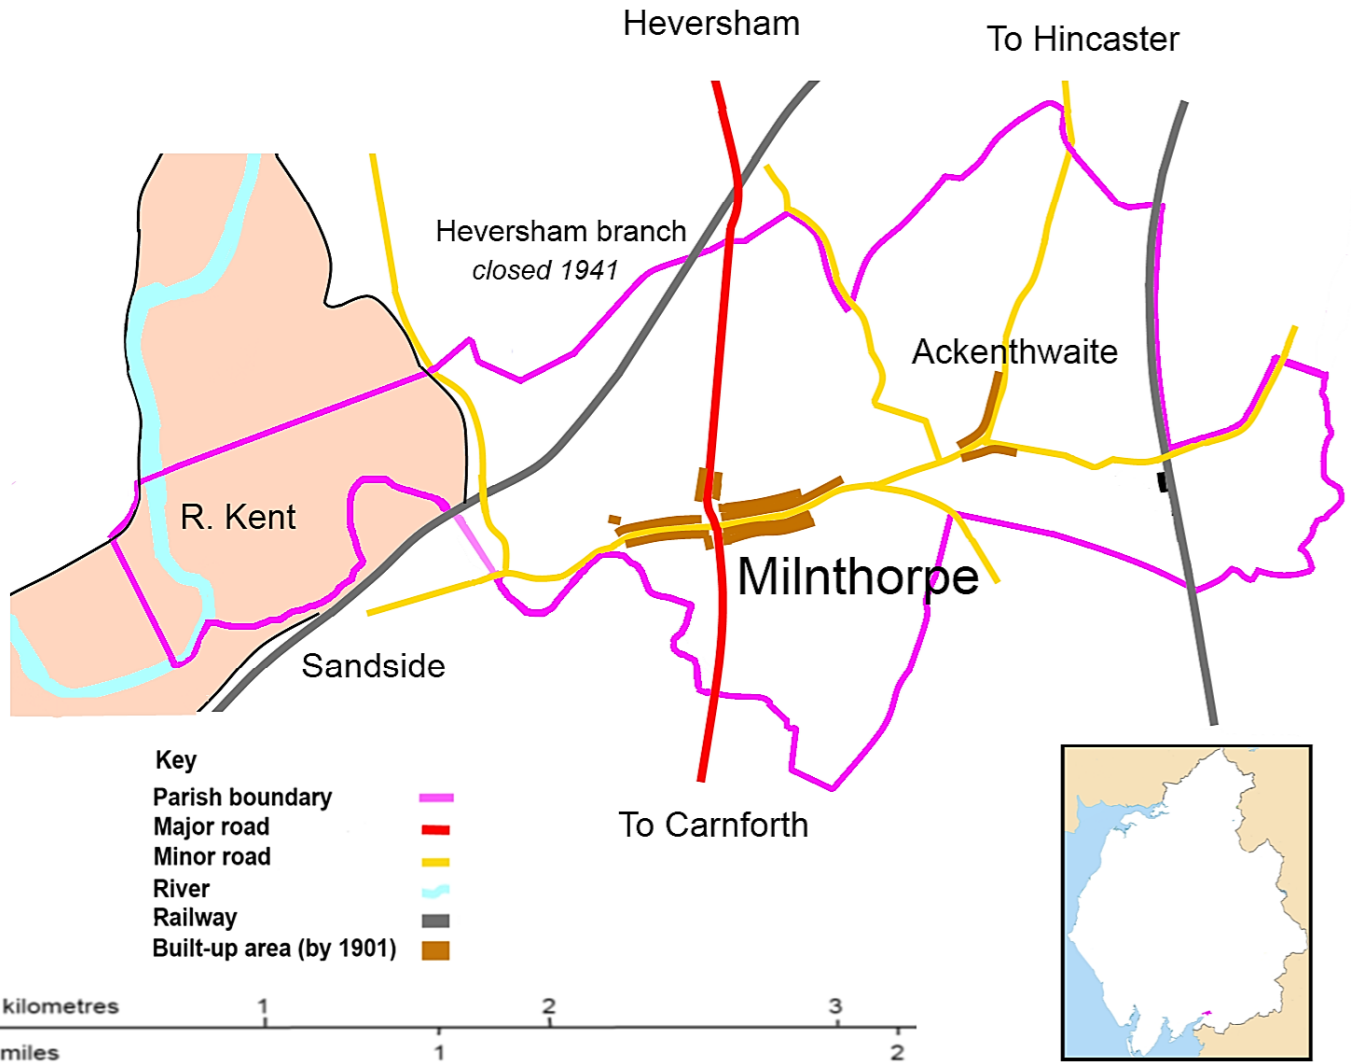 Heversham
To Hincaster
Heversham branch
closed 1941
Ackenthwaite
R. Kent
Milnthorpe
Sandside
To Carnforth
Key
Parish boundary
Major road
Minor road
River
Railway
Built-up area (by 1901)
kilometres 1 2 3
miles 1 2